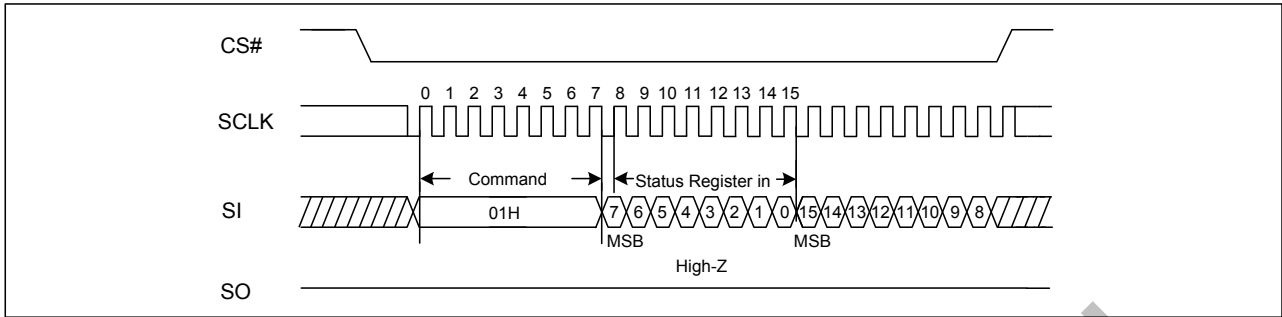 CS#
0 1 2 3 4 5 6 7 8 9 10 11 12 13 14 15
SCLK
Command Status Register in
SI 01H 7 6 5 4 3 2 1 0 15 14 13 12 11 10 9 8
MSB MSB
High-Z
SO